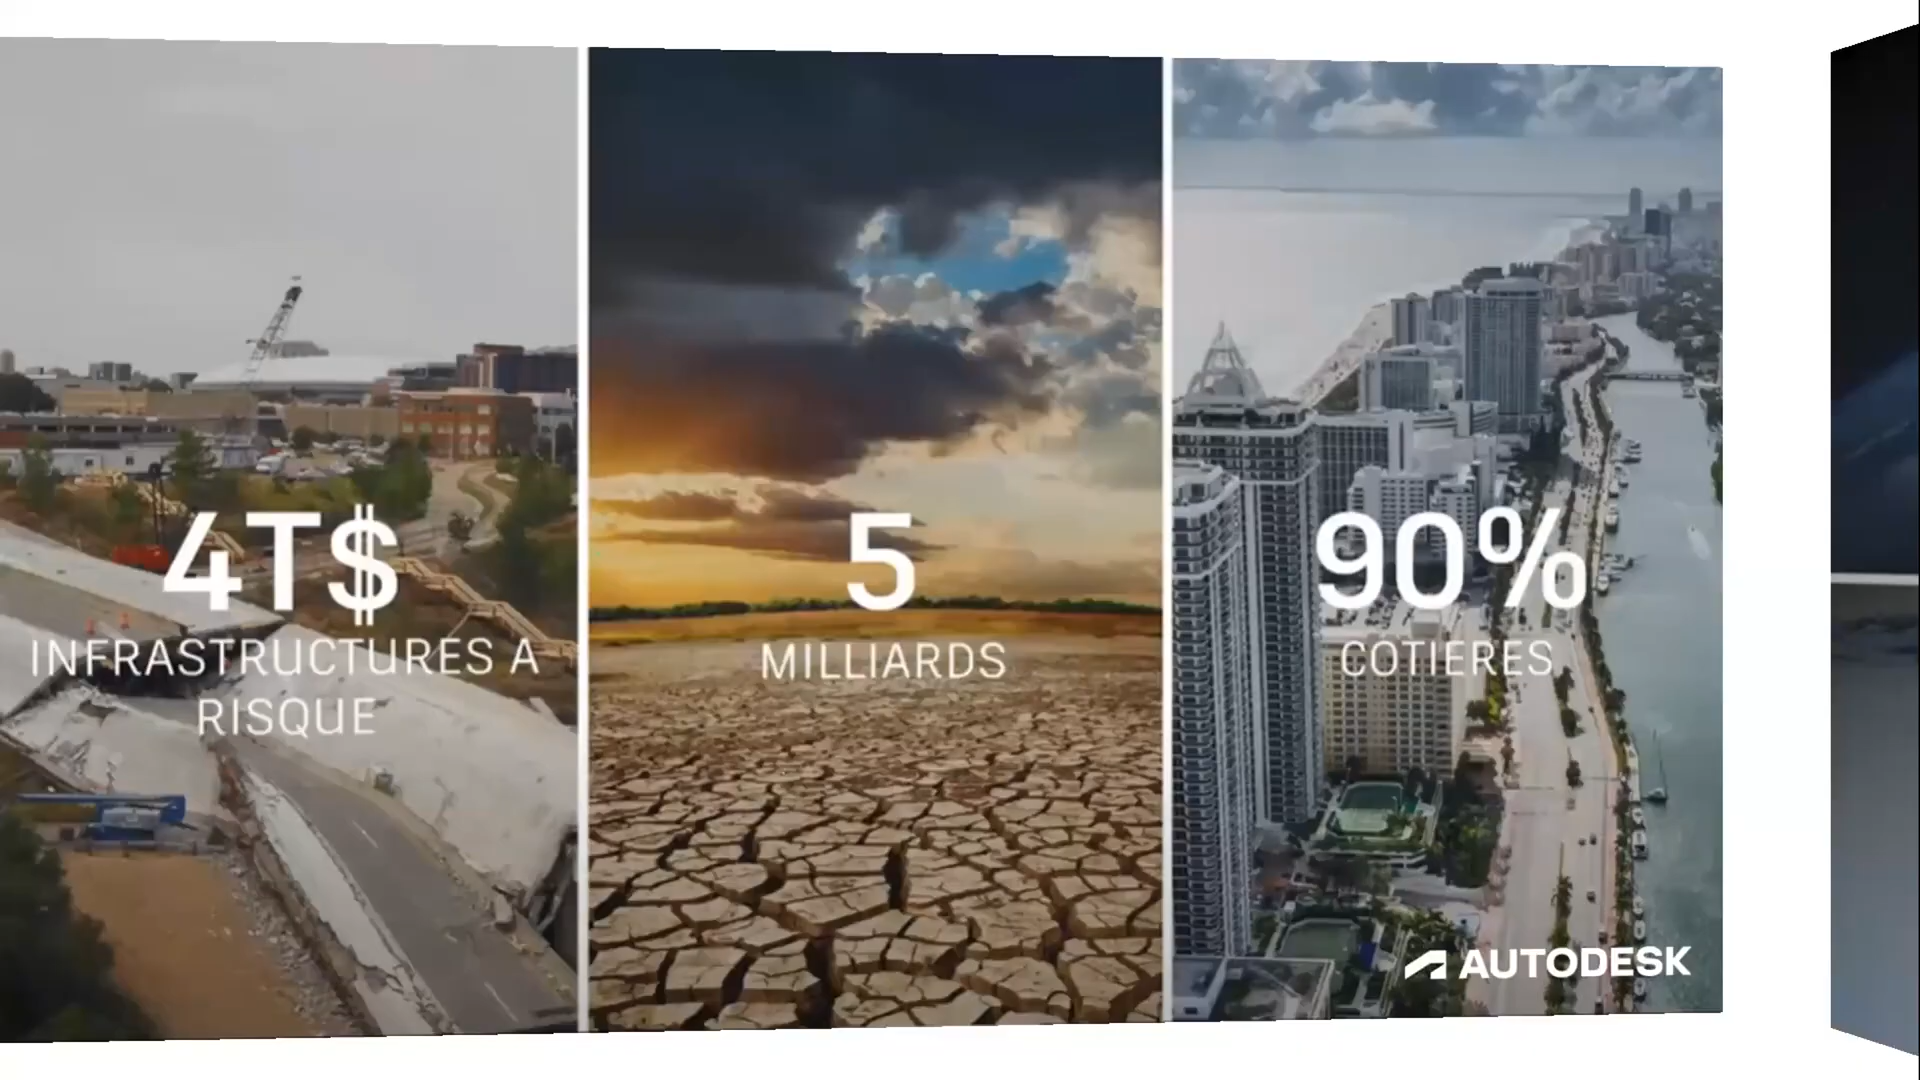 4T$
INFRASTRUCTURES A
RISQUE
5
MILLIARDS
90%
COTIERES
AUTODESK